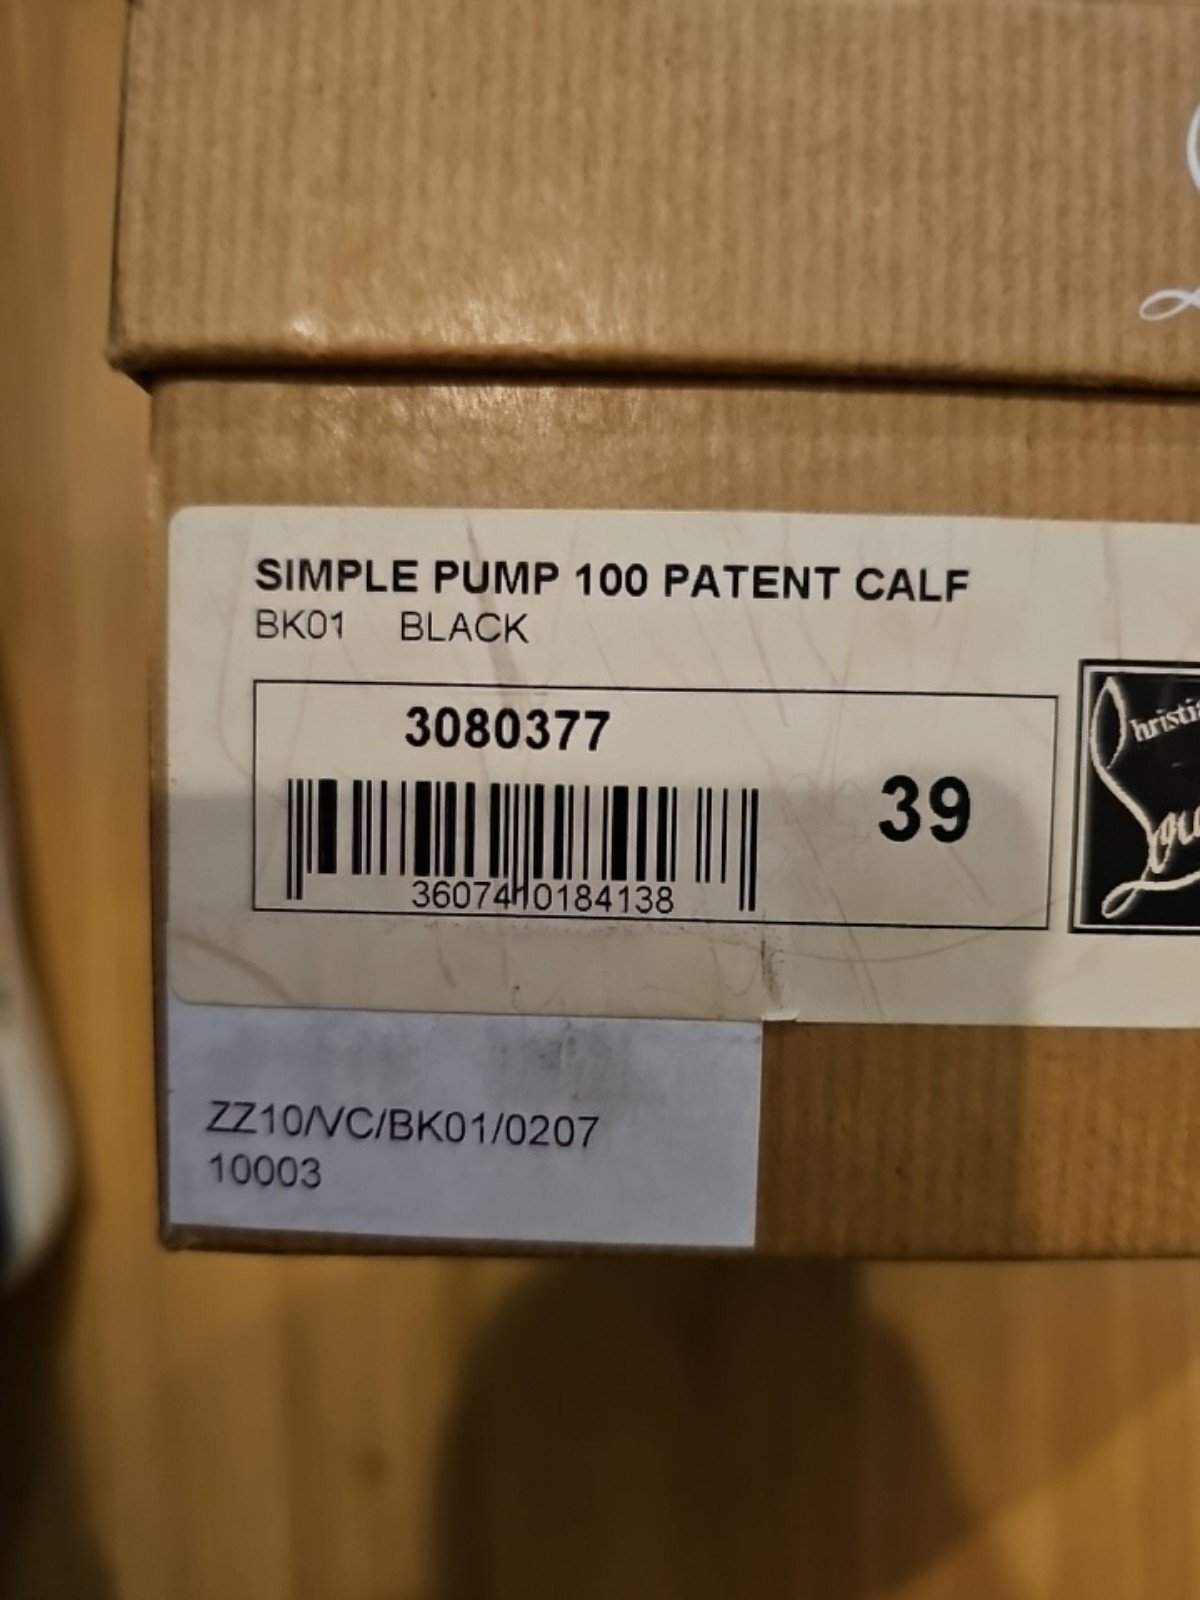 SIMPLE PUMP 100 PATENT CALF
BK01 BLACK
3080377
39
3607410184138
ZZ10/VC/BK01/0207
10003